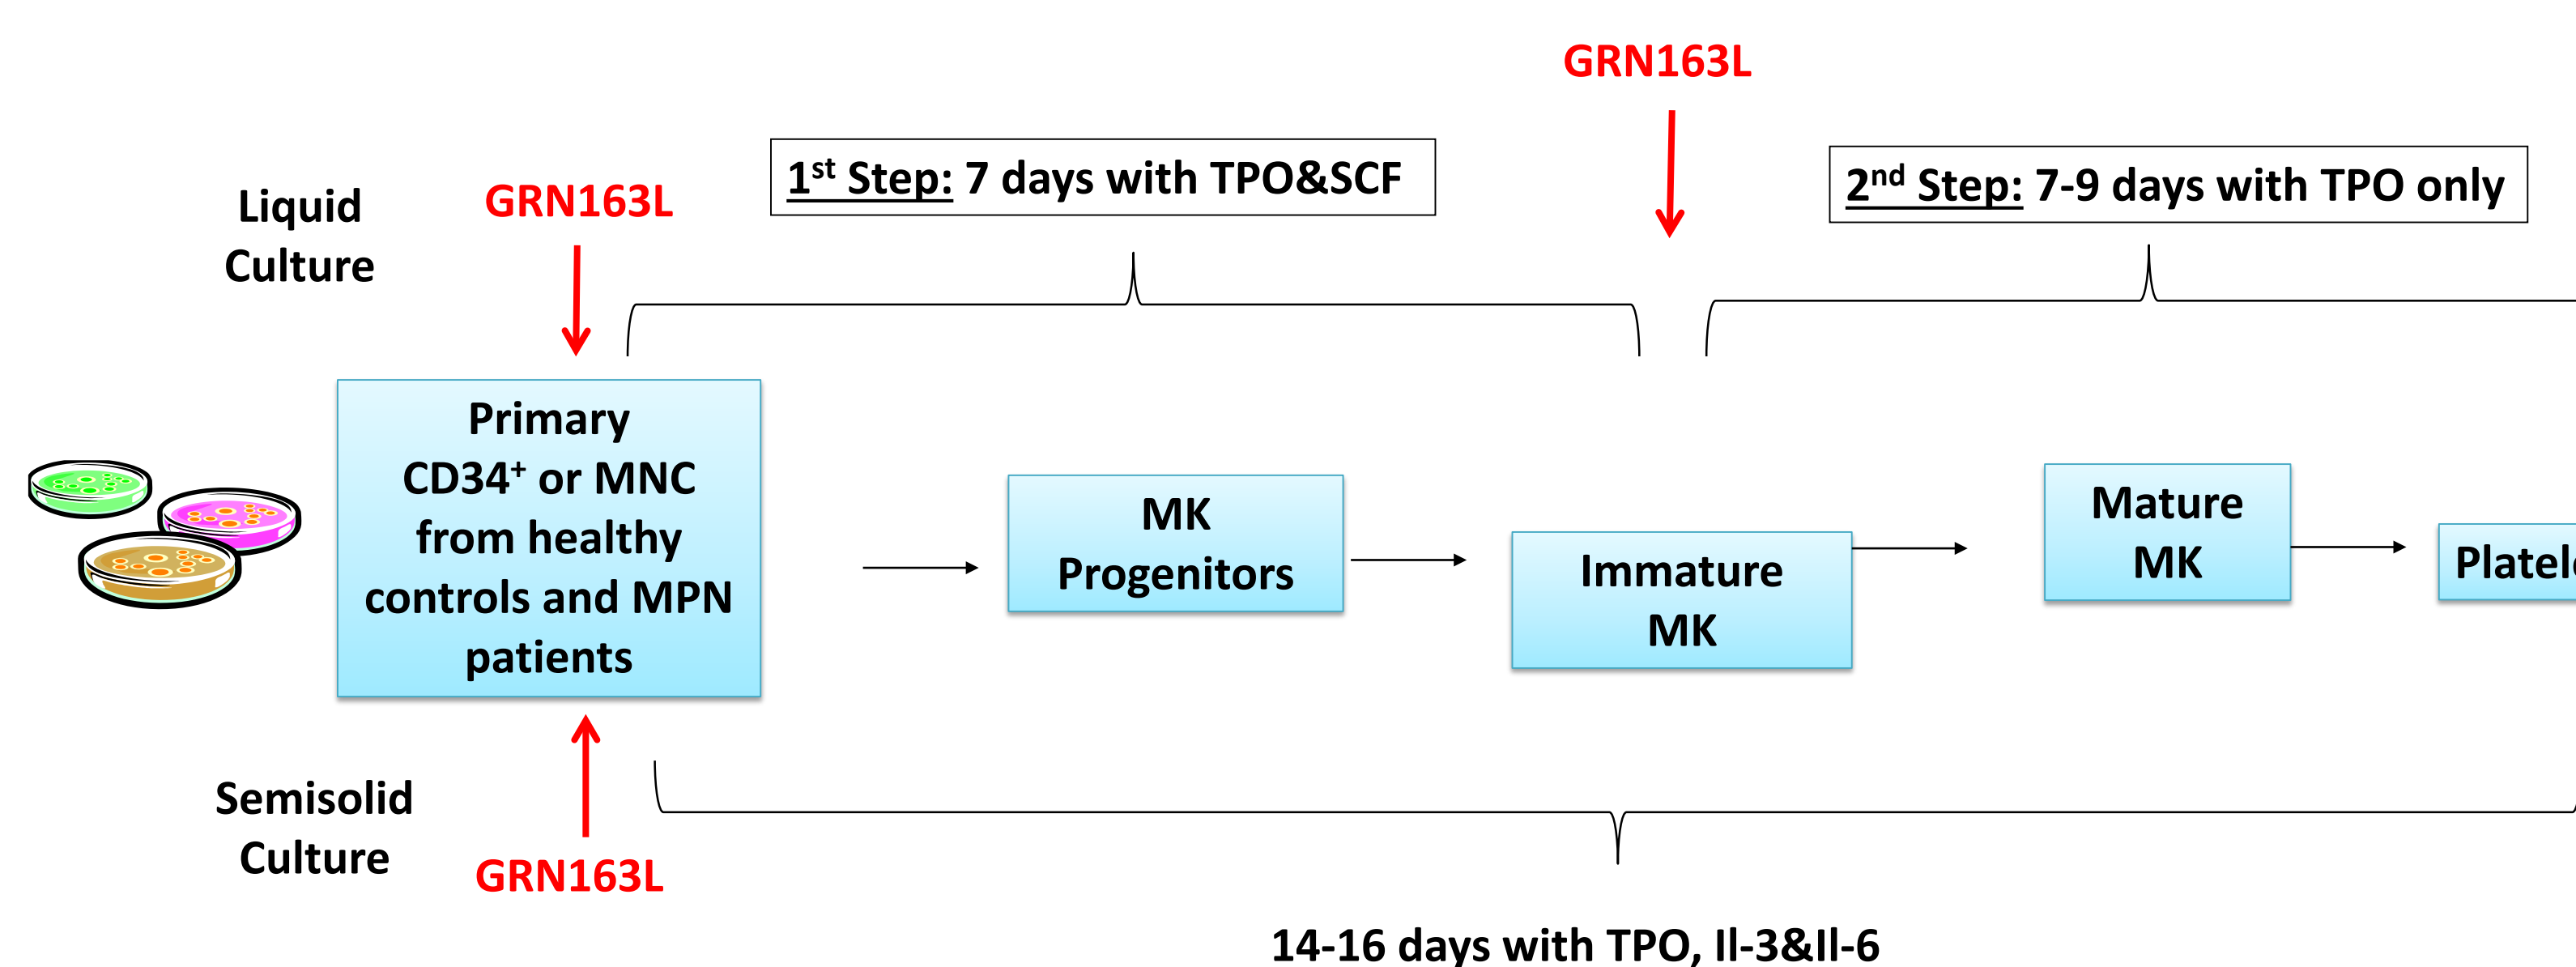 GRN163L
1st Step: 7 days with TPO&SCF
2nd Step: 7-9 days with TPO only
Liquid
Culture
GRN163L
Primary
CD34+ or MNC
from healthy
controls and MPN
patients
MK
Progenitors
Immature
MK
Mature
MK
Semisolid
Culture
GRN163L
14-16 days with TPO, Il-3&Il-6